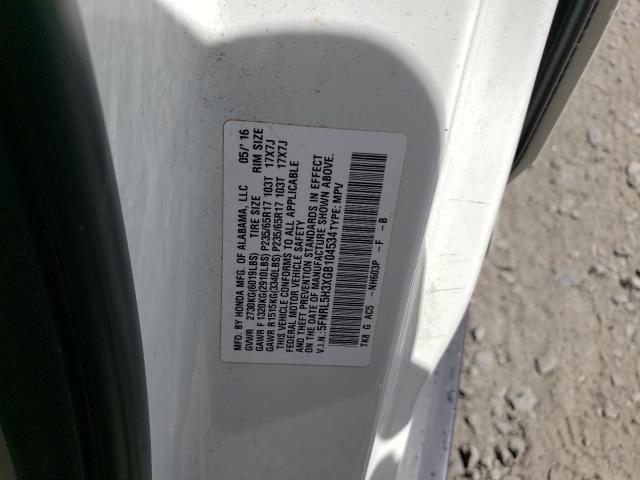 MFG. BY HONDA MFG. OF ALABAMA, LLC 05/'16
GVWR 2730KG(6019LBS) TIRE SIZE RIM SIZE
GAWR F 1320KG(2910LBS) P235/65R17 103T 17X7J
GAWR R 1515KG(3340LBS) P235/65R17 103T 17X7J
THIS VEHICLE CONFORMS TO ALL APPLICABLE
FEDERAL MOTOR VEHICLE SAFETY
AND THEFT PREVENTION STANDARDS IN EFFECT
ON THE DATE OF MANUFACTURE SHOWN ABOVE.
V.I.N.:5FNRL5H3XGB104534 TYPE: MPV
TK8 G AC5 -NH603P -F -B